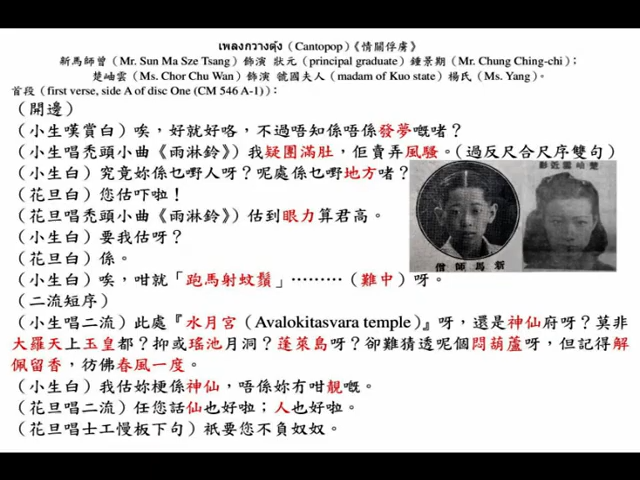 เพลงกวางตุ้ง (Cantopop)《情關俘虜》
新馬師曾 (Mr. Sun Ma Sze Tsang) 飾演 狀元 (principal graduate) 鍾景期 (Mr. Chung Ching-chi)；
楚岫雲 (Ms. Chor Chu Wan) 飾演 虢國夫人 (madam of Kuo state) 楊氏 (Ms. Yang)。
首段 (first verse, side A of disc One (CM 546 A-1))：
（開邊）
（小生嘆賞白）唉，好就好咯，不過唔知係唔係發夢嘅啫？
（小生唱禿頭小曲《雨淋鈴》）我疑團滿肚，佢賣弄風騷。（過反尺合尺序雙句）
（小生白）究竟妳係乜嘢人呀？呢處係乜嘢地方啫？
（花旦白）您估吓啦！
（花旦唱禿頭小曲《雨淋鈴》）估到眼力算君高。
（小生白）要我估呀？
（花旦白）係。
（小生白）唉，咁就「跑馬射蚊鬚」………（難中）呀。
（二流短序）
（小生唱二流）此處『水月宮 (Avalokitasvara temple)』呀，還是神仙府呀？莫非
大羅天上玉皇都？抑或瑤池月洞？蓬萊島呀？卻難猜透呢個悶葫蘆呀，但記得解
佩留香，彷彿春風一度。
（小生白）我估妳梗係神仙，唔係妳冇咁靚嘅。
（花旦唱二流）任您話仙也好啦；人也好啦。
（花旦唱士工慢板下句）祇要您不負奴奴。
影近雲岫楚
新馬師曾